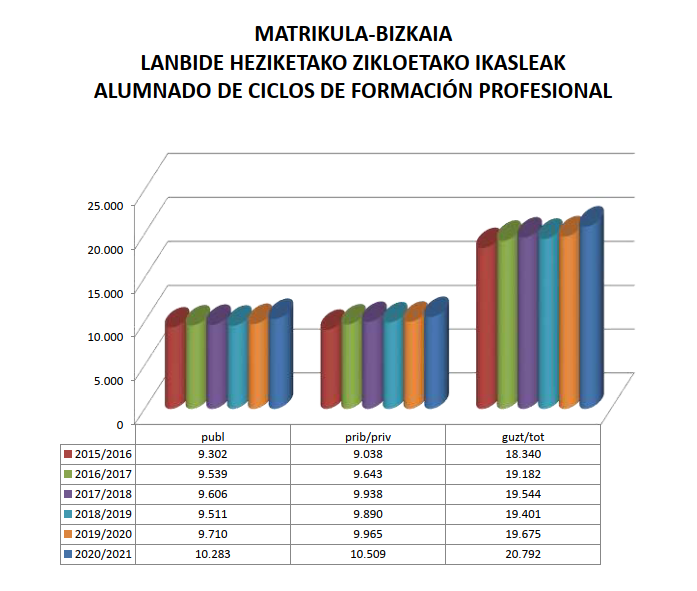 MATRIKULA-BIZKAIA
LANBIDE HEZIKETAKO ZIKLOETAKO IKASLEAK
ALUMNADO DE CICLOS DE FORMACIÓN PROFESIONAL
25.000
20.000
15.000
10.000
5.000
0
publ prib/priv guzt/tot
2015/2016 9.302 9.038 18.340
2016/2017 9.539 9.643 19.182
2017/2018 9.606 9.938 19.544
2018/2019 9.511 9.890 19.401
2019/2020 9.710 9.965 19.675
2020/2021 10.283 10.509 20.792